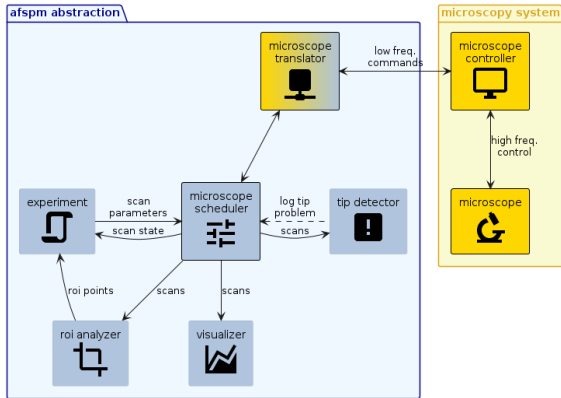 afspm abstraction
microscopy system
microscope
translator
low freq.
commands
microscope
controller
high freq.
control
experiment
scan
parameters
scan state
microscope
scheduler
log tip
problem
scans
tip detector
microscope
roi points
scans
scans
roi analyzer
visualizer